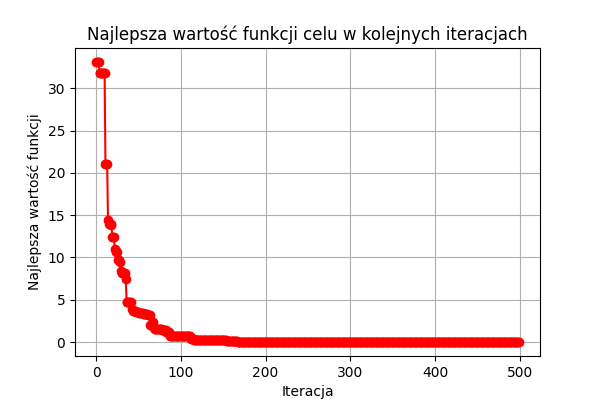 Najlepsza wartość funkcji celu w kolejnych iteracjach
Najlepsza wartość funkcji
30
25
20
15
10
5
0
0 100 200 300 400 500
Iteracja